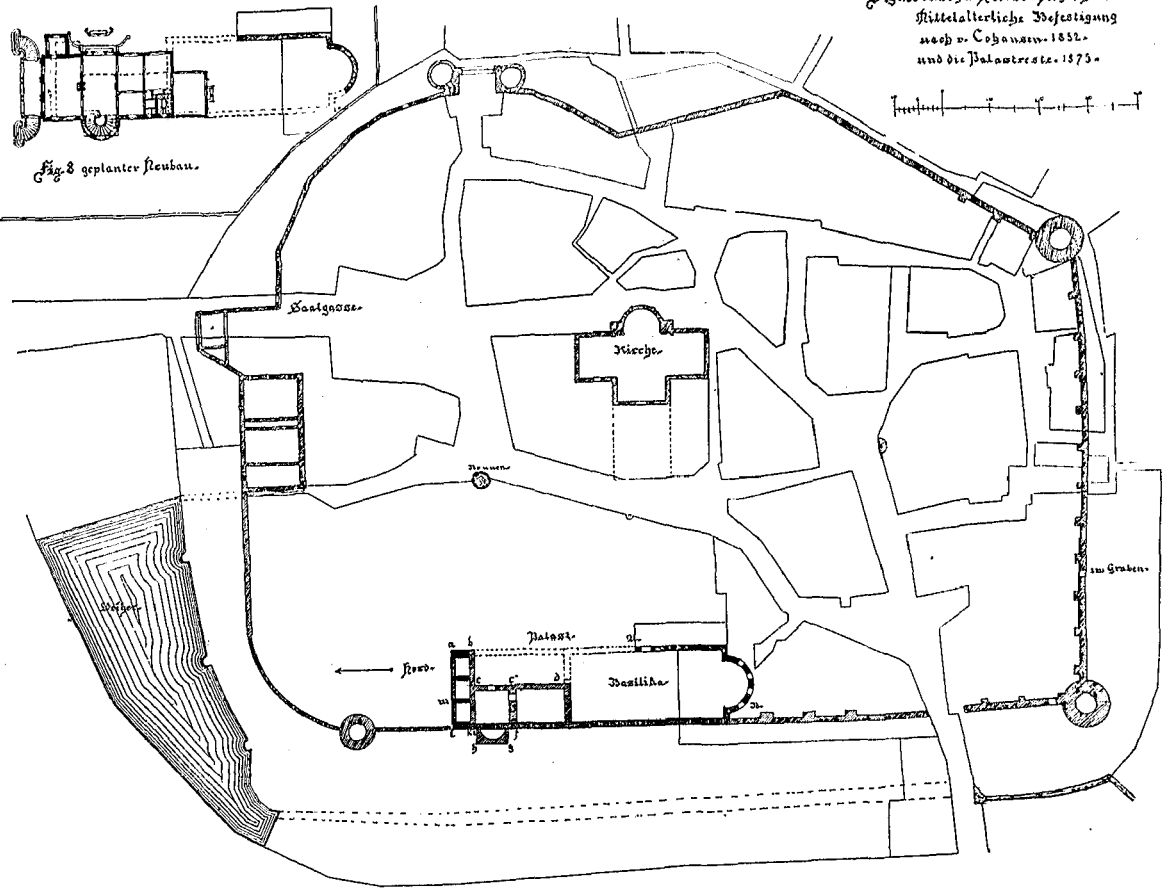 Mittelalterliche Befestigung
nach v. Cohausen. 1852.
und die Palastreste. 1875.
Fig. 8 geplanter Neubau.
Saalgasse.
Kirche.
Brunnen.
im Graben.
Weiher.
a b Palast.
Nord.
c c d Basilika
m